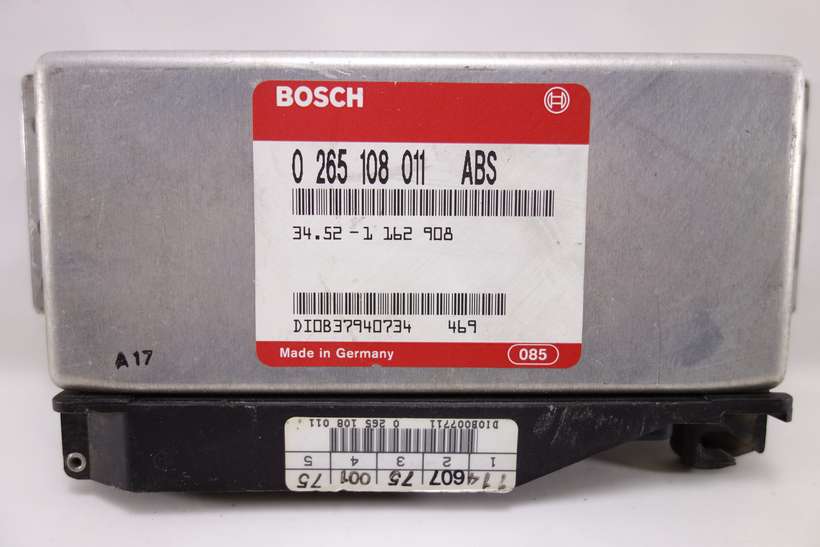 BOSCH
0 265 108 011 ABS
34.52-1 162 908
DIOB37940734 469
Made in Germany 085
A17
DIOB007711 0 265 108 011
1 2 3 4 5
114607 75 001 75